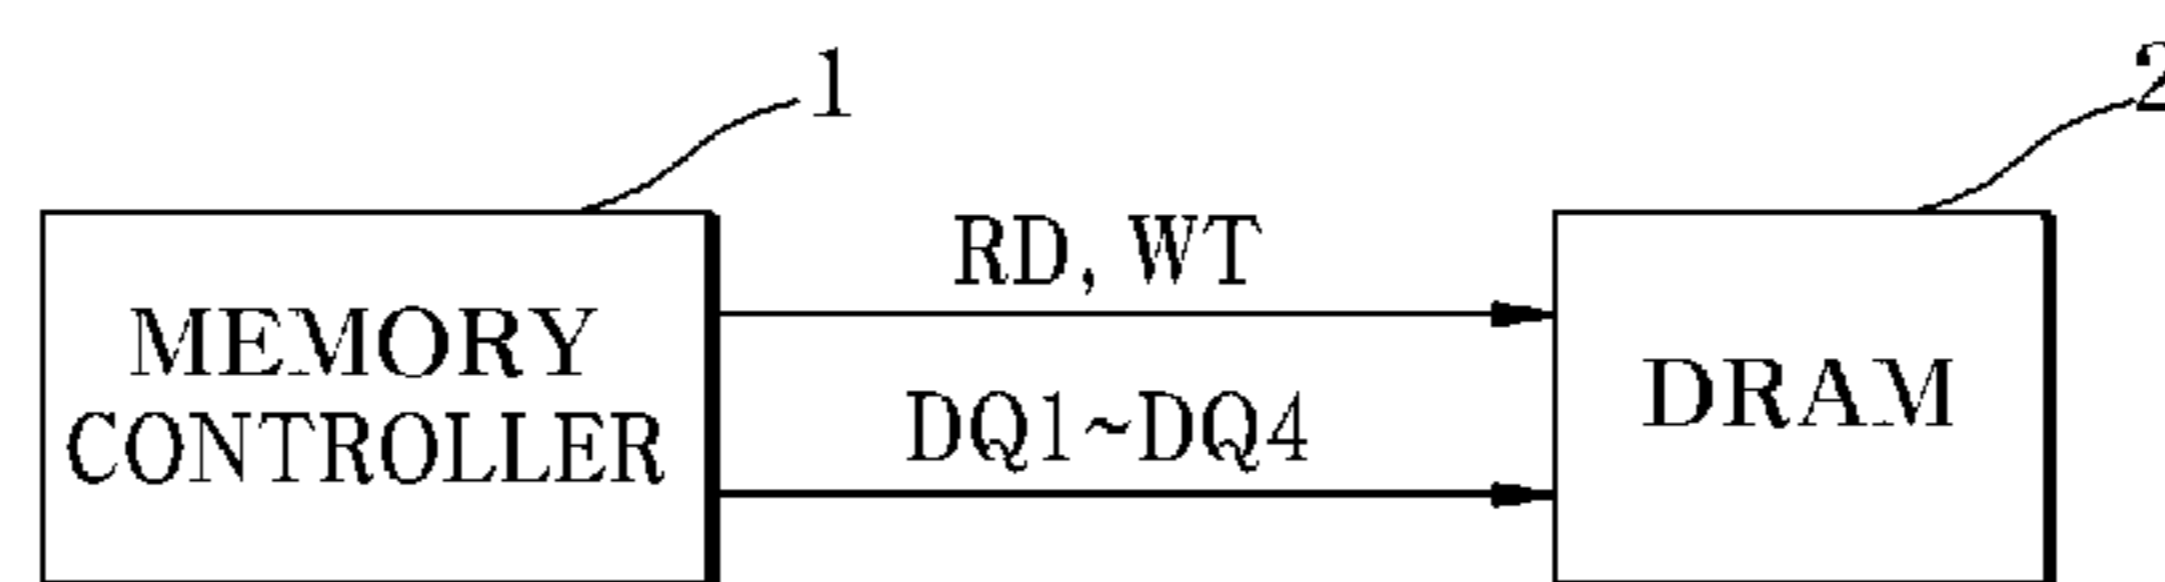 1
2
RD, WT
MEMORY
CONTROLLER
DQ1~DQ4
DRAM